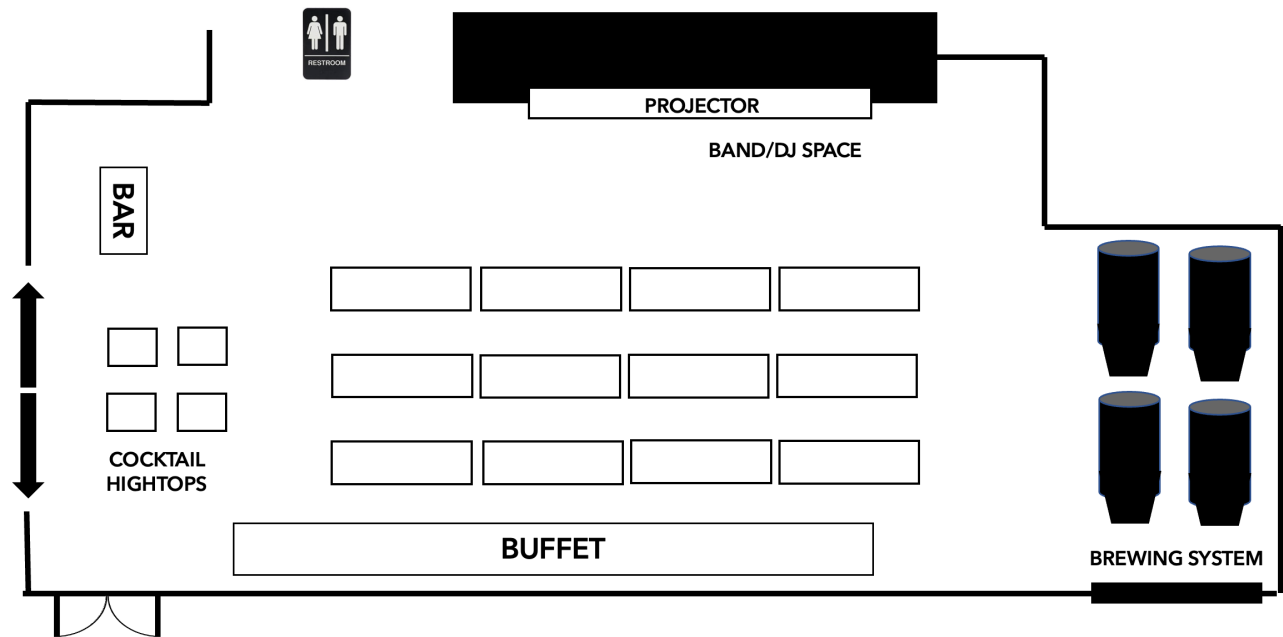 RESTROOM
PROJECTOR
BAND/DJ SPACE
BAR
COCKTAIL
HIGHTOPS
BUFFET
BREWING SYSTEM